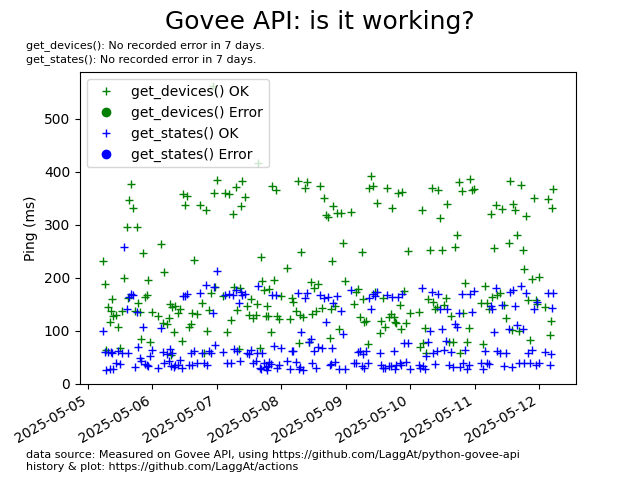 Govee API: is it working?
get_devices(): No recorded error in 7 days.
get_states(): No recorded error in 7 days.
get_devices() OK
get_devices() Error
get_states() OK
get_states() Error
Ping (ms)
500
400
300
200
100
0
2025-05-05
2025-05-06
2025-05-07
2025-05-08
2025-05-09
2025-05-10
2025-05-11
2025-05-12
data source: Measured on Govee API, using https://github.com/LaggAt/python-govee-api
history & plot: https://github.com/LaggAt/actions